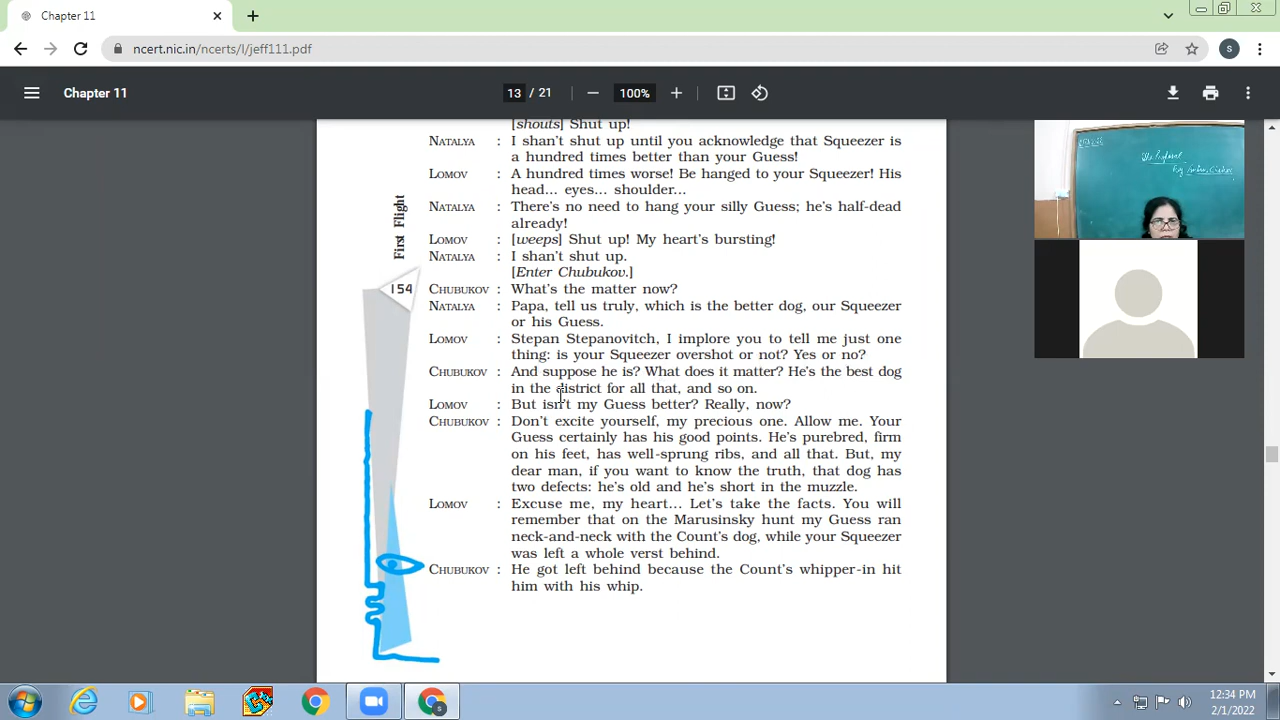 Chapter 11
ncert.nic.in/ncerts/l/jeff111.pdf
S
Chapter 11
13 / 21
100%
[shouts] Shut up!
NATALYA : I shan't shut up until you acknowledge that Squeezer is
a hundred times better than your Guess!
LOMOV : A hundred times worse! Be hanged to your Squeezer! His
head... eyes... shoulder...
NATALYA : There's no need to hang your silly Guess; he's half-dead
already!
LOMOV : [weeps] Shut up! My heart's bursting!
NATALYA : I shan't shut up.
[Enter Chubukov.]
CHUBUKOV : What's the matter now?
NATALYA : Papa, tell us truly, which is the better dog, our Squeezer
or his Guess.
LOMOV : Stepan Stepanovitch, I implore you to tell me just one
thing: is your Squeezer overshot or not? Yes or no?
CHUBUKOV : And suppose he is? What does it matter? He's the best dog
in the district for all that, and so on.
LOMOV : But isn't my Guess better? Really, now?
CHUBUKOV : Don't excite yourself, my precious one. Allow me. Your
Guess certainly has his good points. He's purebred, firm
on his feet, has well-sprung ribs, and all that. But, my
dear man, if you want to know the truth, that dog has
two defects: he's old and he's short in the muzzle.
LOMOV : Excuse me, my heart... Let's take the facts. You will
remember that on the Marusinsky hunt my Guess ran
neck-and-neck with the Count's dog, while your Squeezer
was left a whole verst behind.
CHUBUKOV : He got left behind because the Count's whipper-in hit
him with his whip.
First Flight
154
The Proposal
By Anton Chekov
12:34 PM
2/1/2022